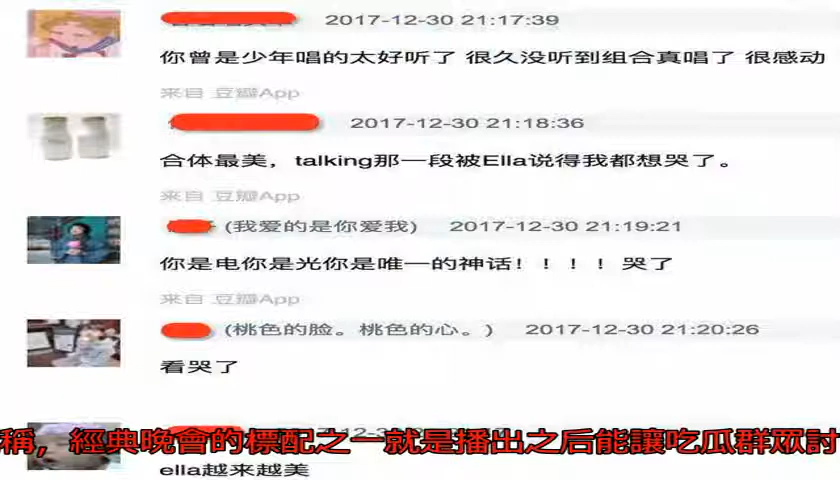 2017-12-30 21:17:39
你曾是少年唱的太好听了 很久没听到组合真唱了 很感动
来自 豆瓣App
2017-12-30 21:18:36
合体最美，talking那一段被Ella说得我都想哭了。
来自 豆瓣App
(我爱的是你爱我) 2017-12-30 21:19:21
你是电你是光你是唯一的神话！！！！ 哭了
来自 豆瓣App
(桃色的脸。桃色的心。) 2017-12-30 21:20:26
看哭了
稱，經典晚會的標配之一就是播出之后能讓吃瓜群眾討
ella越来越美